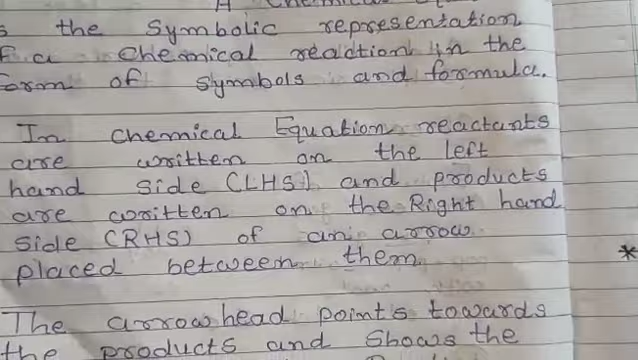 A Chemical
s the Symbolic representation
f a Chemical reaction in the
form of symbols and formula.
In chemical Equation reactants
are written on the left
hand side (LHS) and products
are written on the Right hand
side (RHS) of an arrow
placed between them.
*
The arrowhead points towards
the products and Shows the